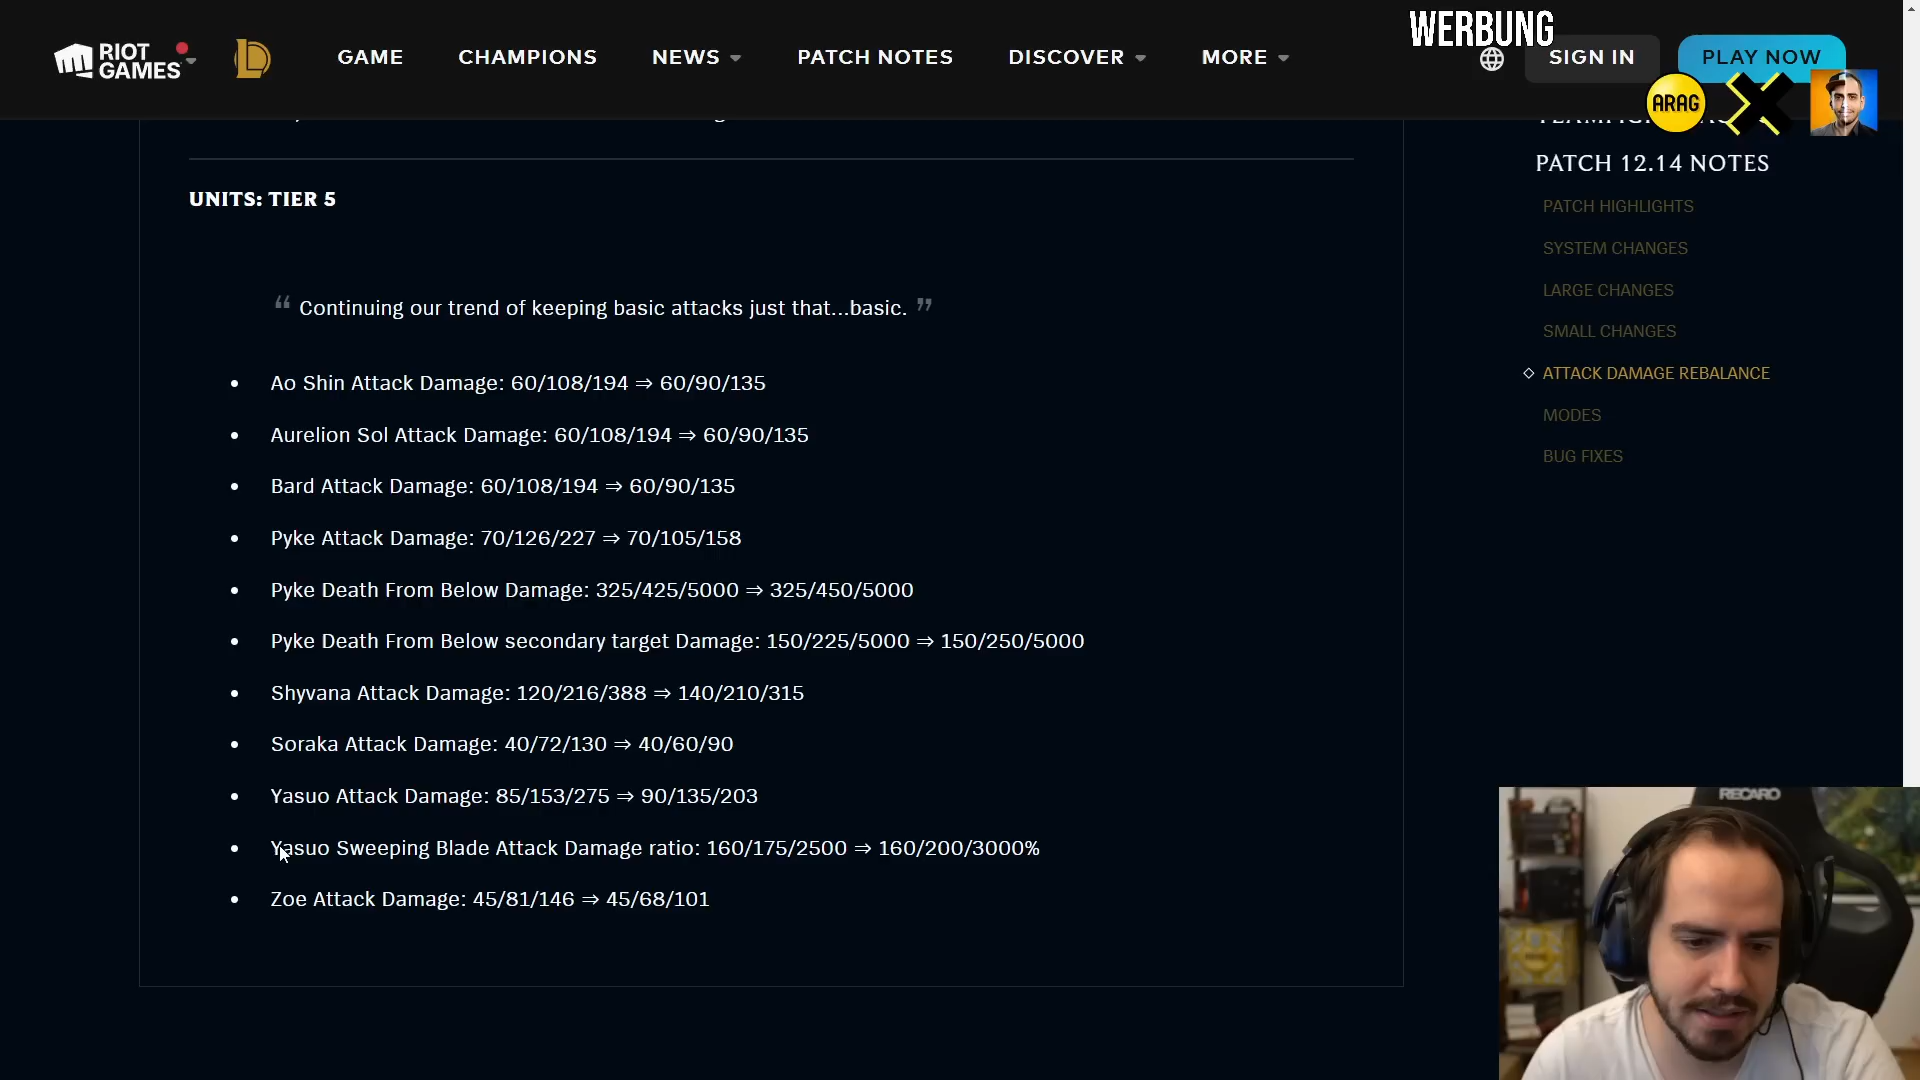 WERBUNG
RIOT GAMES
GAME
CHAMPIONS
NEWS
PATCH NOTES
DISCOVER
MORE
SIGN IN
PLAY NOW
ARAG
UNITS: TIER 5
“ Continuing our trend of keeping basic attacks just that...basic. ”
• Ao Shin Attack Damage: 60/108/194 ⇒ 60/90/135
• Aurelion Sol Attack Damage: 60/108/194 ⇒ 60/90/135
• Bard Attack Damage: 60/108/194 ⇒ 60/90/135
• Pyke Attack Damage: 70/126/227 ⇒ 70/105/158
• Pyke Death From Below Damage: 325/425/5000 ⇒ 325/450/5000
• Pyke Death From Below secondary target Damage: 150/225/5000 ⇒ 150/250/5000
• Shyvana Attack Damage: 120/216/388 ⇒ 140/210/315
• Soraka Attack Damage: 40/72/130 ⇒ 40/60/90
• Yasuo Attack Damage: 85/153/275 ⇒ 90/135/203
• Yasuo Sweeping Blade Attack Damage ratio: 160/175/2500 ⇒ 160/200/3000%
• Zoe Attack Damage: 45/81/146 ⇒ 45/68/101
PATCH 12.14 NOTES
PATCH HIGHLIGHTS
SYSTEM CHANGES
LARGE CHANGES
SMALL CHANGES
ATTACK DAMAGE REBALANCE
MODES
BUG FIXES
RECARO